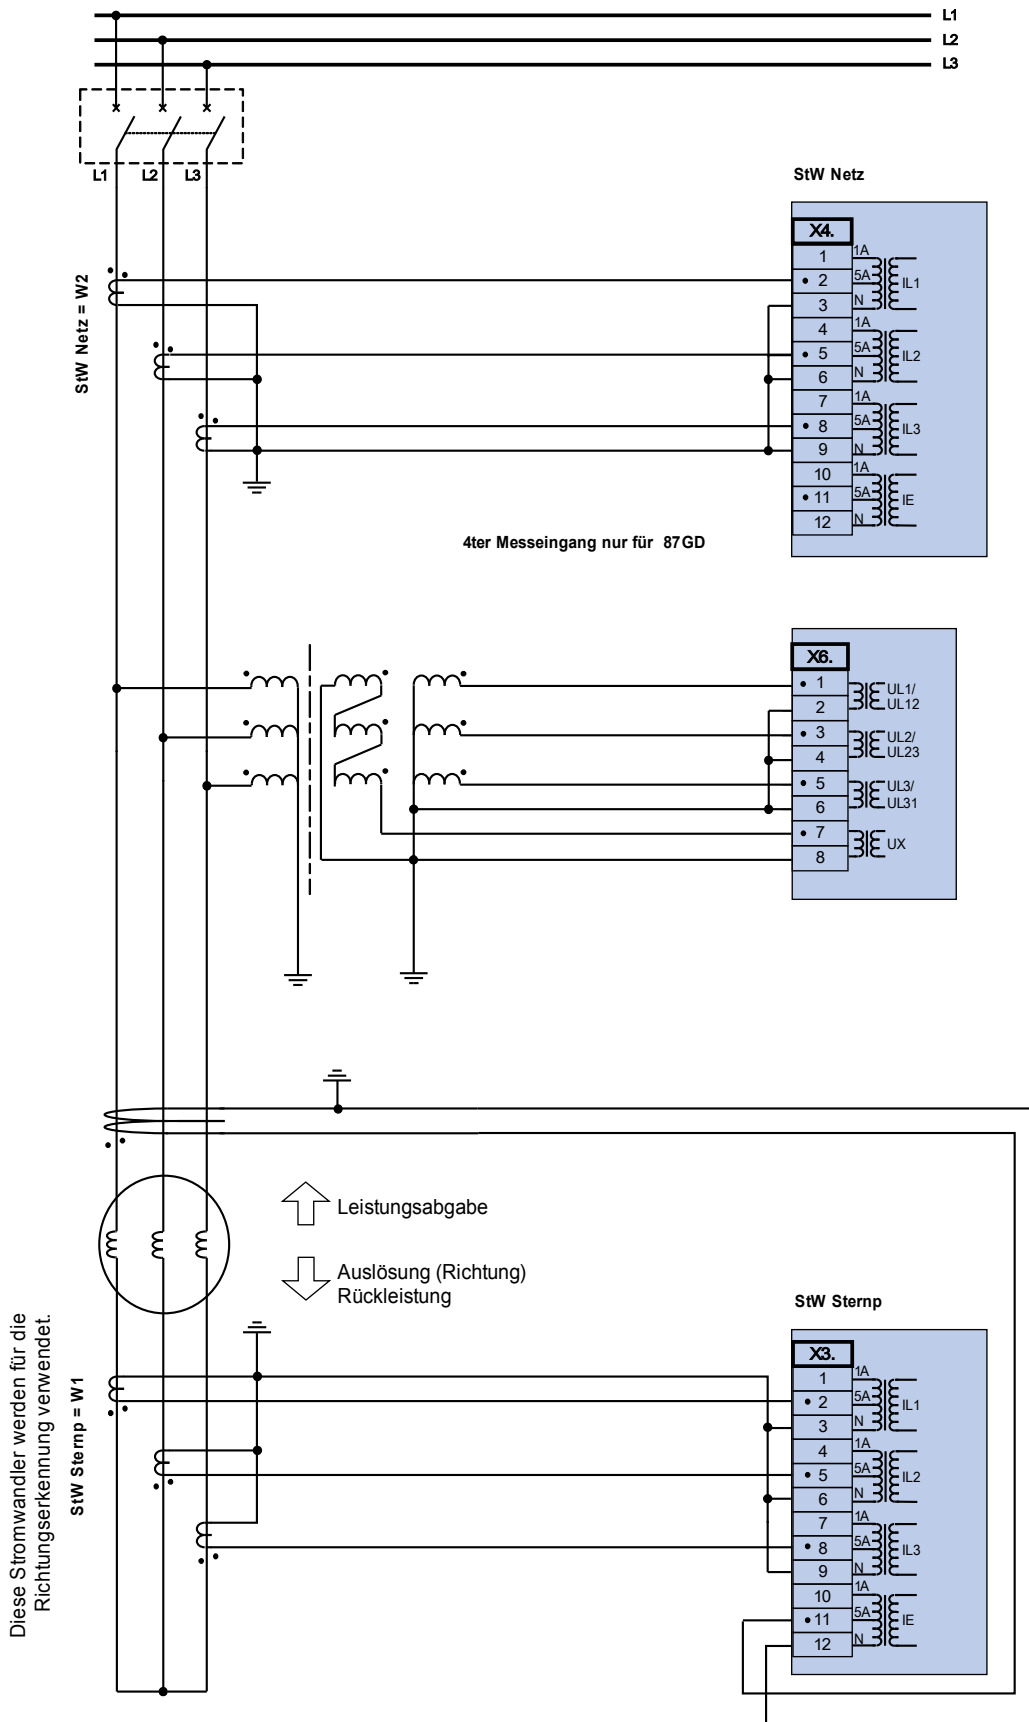 L1
L2
L3
L1 L2 L3
StW Netz
StW Netz = W2
X4.
1 1A
2 5A IL1
3 N
4 1A
5 5A IL2
6 N
7 1A
8 5A IL3
9 N
10 1A
11 5A IE
12 N
4ter Messeingang nur für 87GD
X6.
1 UL1/
2 UL12
3 UL2/
4 UL23
5 UL3/
6 UL31
7 UX
8
Leistungsabgabe
Auslösung (Richtung)
Rückleistung
StW Sternp
Diese Stromwandler werden für die
Richtungserkennung verwendet.
StW Sternp = W1
X3.
1 1A
2 5A IL1
3 N
4 1A
5 5A IL2
6 N
7 1A
8 5A IL3
9 N
10 1A
11 5A IE
12 N